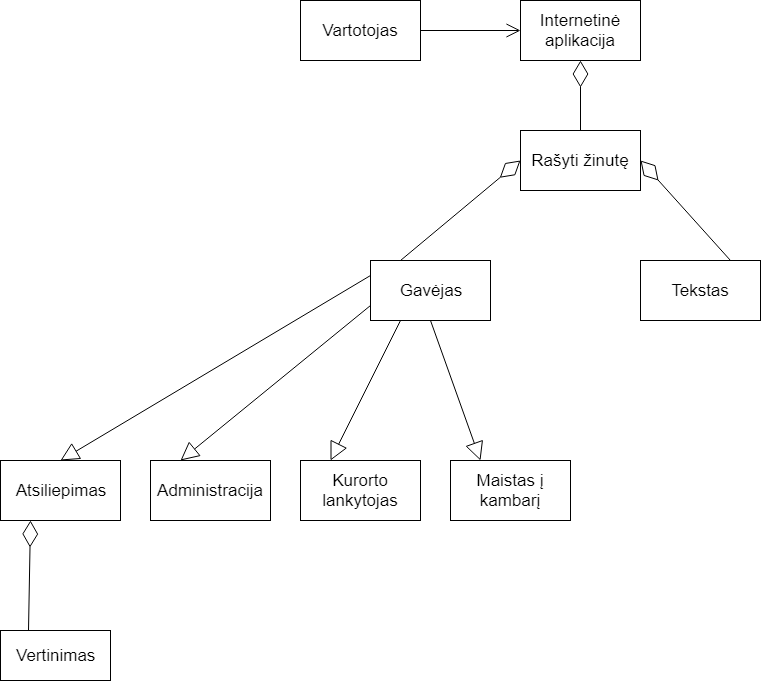 Vartotojas
Internetinė
aplikacija
Rašyti žinutę
Gavėjas
Tekstas
Atsiliepimas
Administracija
Kurorto
lankytojas
Maistas į
kambarį
Vertinimas